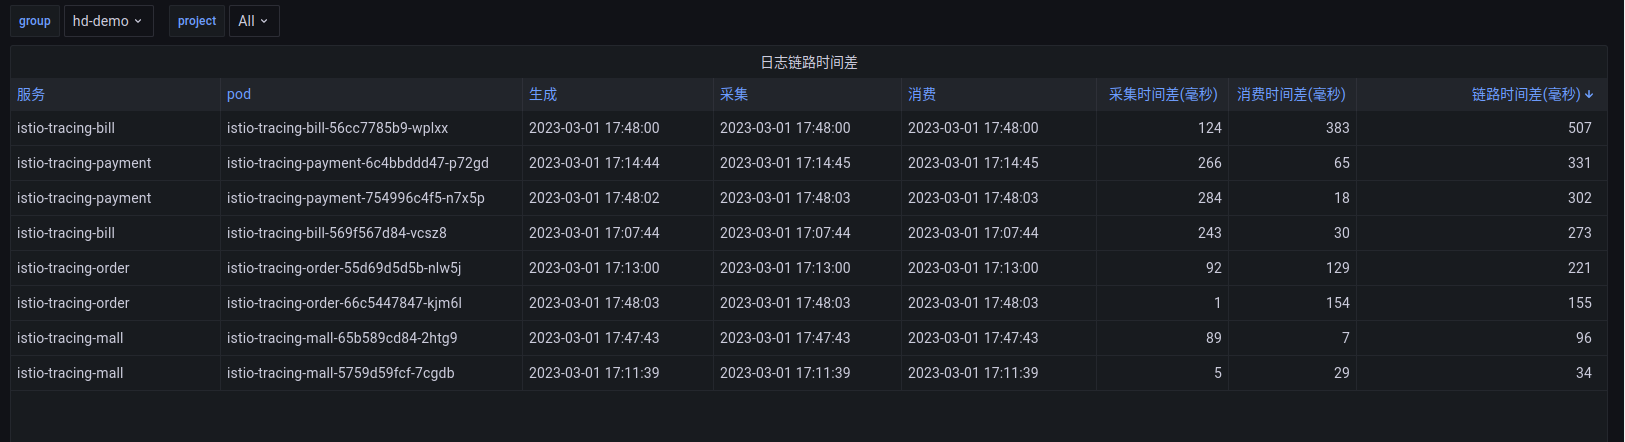 group hd-demo project All
日志链路时间差
服务 pod 生成 采集 消费 采集时间差(毫秒) 消费时间差(毫秒) 链路时间差(毫秒)
istio-tracing-bill istio-tracing-bill-56cc7785b9-wplxx 2023-03-01 17:48:00 2023-03-01 17:48:00 2023-03-01 17:48:00 124 383 507
istio-tracing-payment istio-tracing-payment-6c4bbddd47-p72gd 2023-03-01 17:14:44 2023-03-01 17:14:45 2023-03-01 17:14:45 266 65 331
istio-tracing-payment istio-tracing-payment-754996c4f5-n7x5p 2023-03-01 17:48:02 2023-03-01 17:48:03 2023-03-01 17:48:03 284 18 302
istio-tracing-bill istio-tracing-bill-569f567d84-vcsz8 2023-03-01 17:07:44 2023-03-01 17:07:44 2023-03-01 17:07:44 243 30 273
istio-tracing-order istio-tracing-order-55d69d5d5b-nlw5j 2023-03-01 17:13:00 2023-03-01 17:13:00 2023-03-01 17:13:00 92 129 221
istio-tracing-order istio-tracing-order-66c5447847-kjm6l 2023-03-01 17:48:03 2023-03-01 17:48:03 2023-03-01 17:48:03 1 154 155
istio-tracing-mall istio-tracing-mall-65b589cd84-2htg9 2023-03-01 17:47:43 2023-03-01 17:47:43 2023-03-01 17:47:43 89 7 96
istio-tracing-mall istio-tracing-mall-5759d59fcf-7cgdb 2023-03-01 17:11:39 2023-03-01 17:11:39 2023-03-01 17:11:39 5 29 34